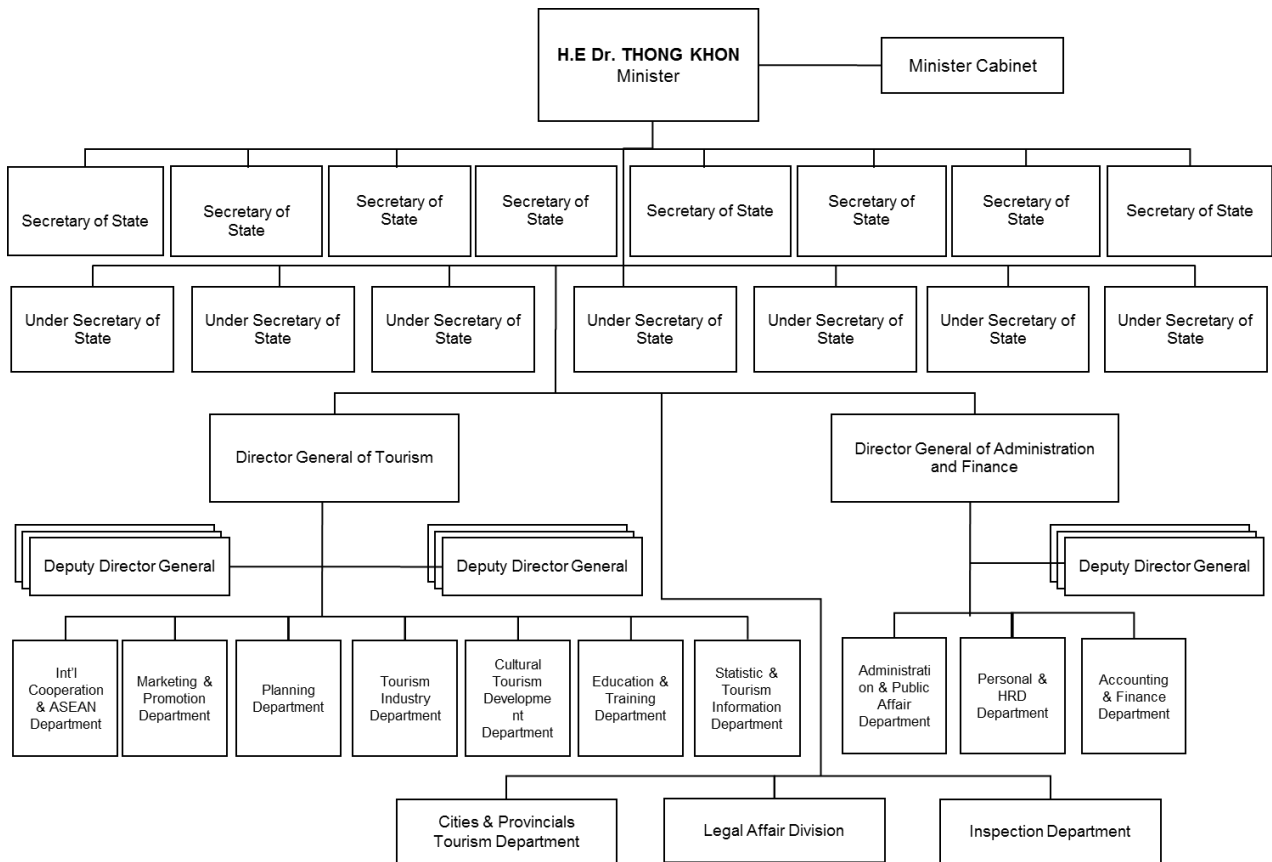 H.E Dr. THONG KHON
Minister
Minister Cabinet
Secretary of State
Secretary of
State
Secretary of
State
Secretary of
State
Secretary of State
Secretary of
State
Secretary of
State
Secretary of State
Under Secretary of
State
Under Secretary of
State
Under Secretary of
State
Under Secretary of
State
Under Secretary of
State
Under Secretary of
State
Under Secretary of
State
Director General of Tourism
Director General of Administration
and Finance
Deputy Director General
Deputy Director General
Deputy Director General
Int'l
Cooperation
& ASEAN
Department
Marketing &
Promotion
Department
Planning
Department
Tourism
Industry
Department
Cultural
Tourism
Developme
nt
Department
Education &
Training
Department
Statistic &
Tourism
Information
Department
Administrati
on & Public
Affair
Department
Personal &
HRD
Department
Accounting
& Finance
Department
Cities & Provincials
Tourism Department
Legal Affair Division
Inspection Department